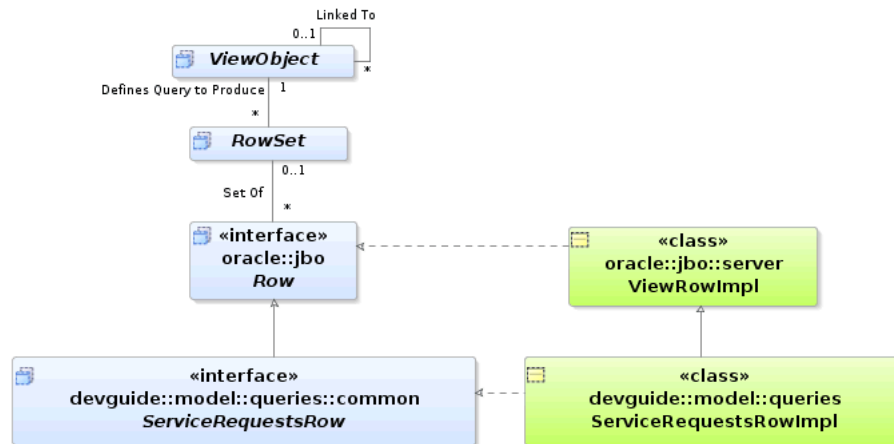 Linked To
0..1
ViewObject
*
Defines Query to Produce
1
*
RowSet
0..1
Set Of
*
«interface»
oracle::jbo
Row
«class»
oracle::jbo::server
ViewRowImpl
«interface»
devguide::model::queries::common
ServiceRequestsRow
«class»
devguide::model::queries
ServiceRequestsRowImpl